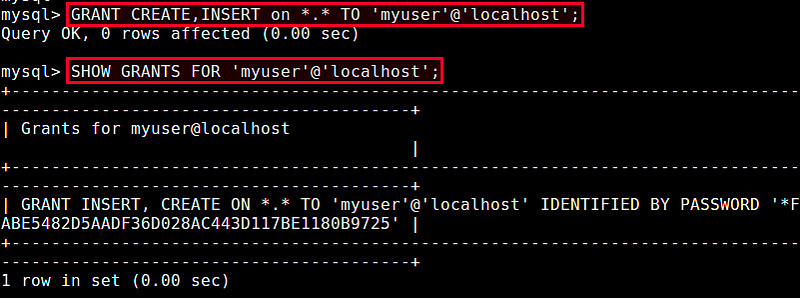 mysql> GRANT CREATE,INSERT on *.* TO 'myuser'@'localhost';
Query OK, 0 rows affected (0.00 sec)
mysql> SHOW GRANTS FOR 'myuser'@'localhost';
+-------------------------------------------------------------------------------
-----------------------------------------+
| Grants for myuser@localhost
|
+-------------------------------------------------------------------------------
-----------------------------------------+
| GRANT INSERT, CREATE ON *.* TO 'myuser'@'localhost' IDENTIFIED BY PASSWORD '*F
ABE5482D5AADF36D028AC443D117BE1180B9725' |
+-------------------------------------------------------------------------------
-----------------------------------------+
1 row in set (0.00 sec)